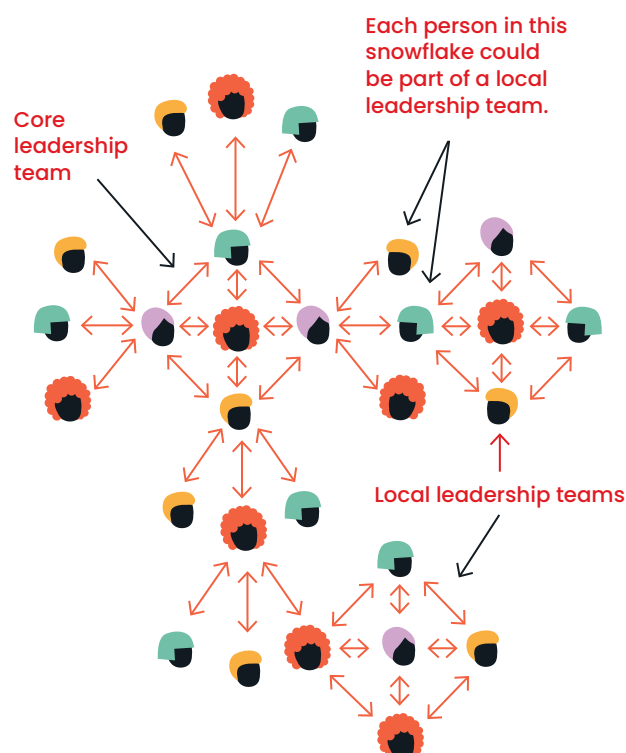 Each person in this
snowflake could
be part of a local
leadership team.
Core
leadership
team
Local leadership teams